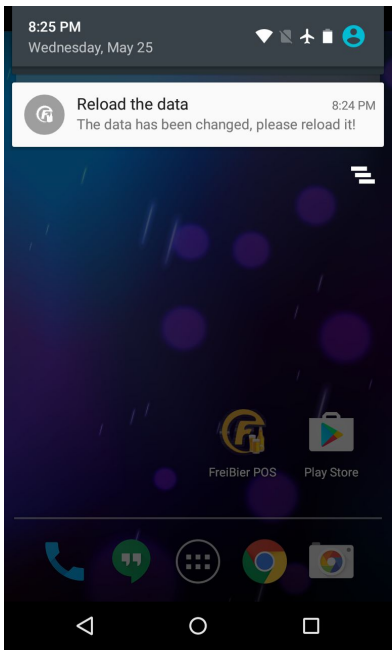 8:25 PM
Wednesday, May 25
Reload the data
8:24 PM
The data has been changed, please reload it!
FreiBier POS
Play Store